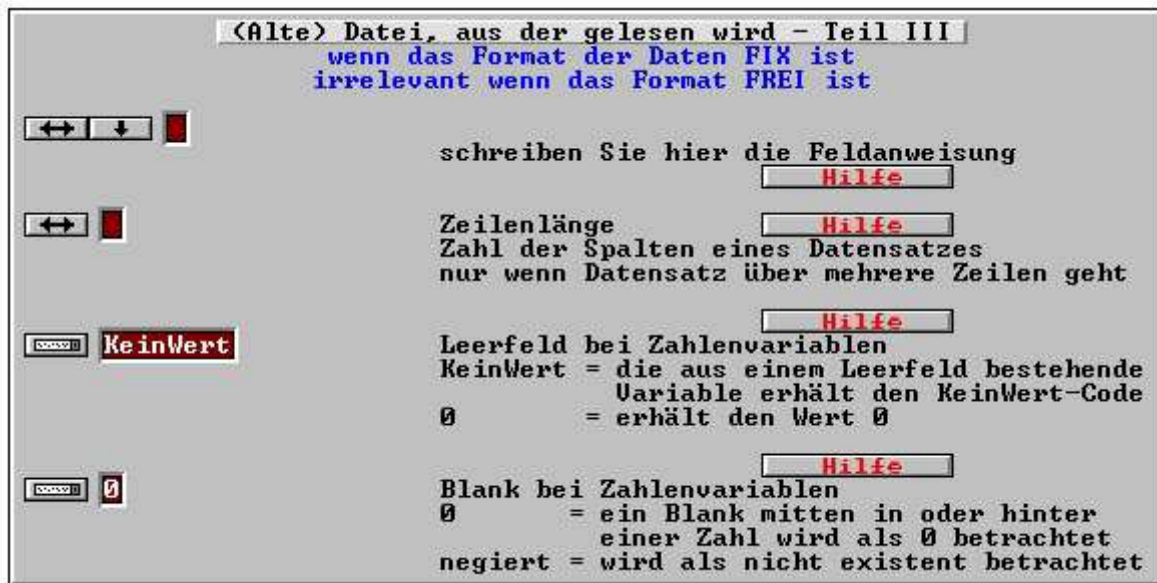 (Alte) Datei, aus der gelesen wird - Teil III
wenn das Format der Daten FIX ist
irrelevant wenn das Format FREI ist
schreiben Sie hier die Feldanweisung
Hilfe
Zeilenlänge Hilfe
Zahl der Spalten eines Datensatzes
nur wenn Datensatz über mehrere Zeilen geht
Hilfe
KeinWert Leerfeld bei Zahlenvariablen
KeinWert = die aus einem Leerfeld bestehende
Variable erhält den KeinWert-Code
0 = erhält den Wert 0
Hilfe
0 Blank bei Zahlenvariablen
0 = ein Blank mitten in oder hinter
einer Zahl wird als 0 betrachtet
negiert = wird als nicht existent betrachtet